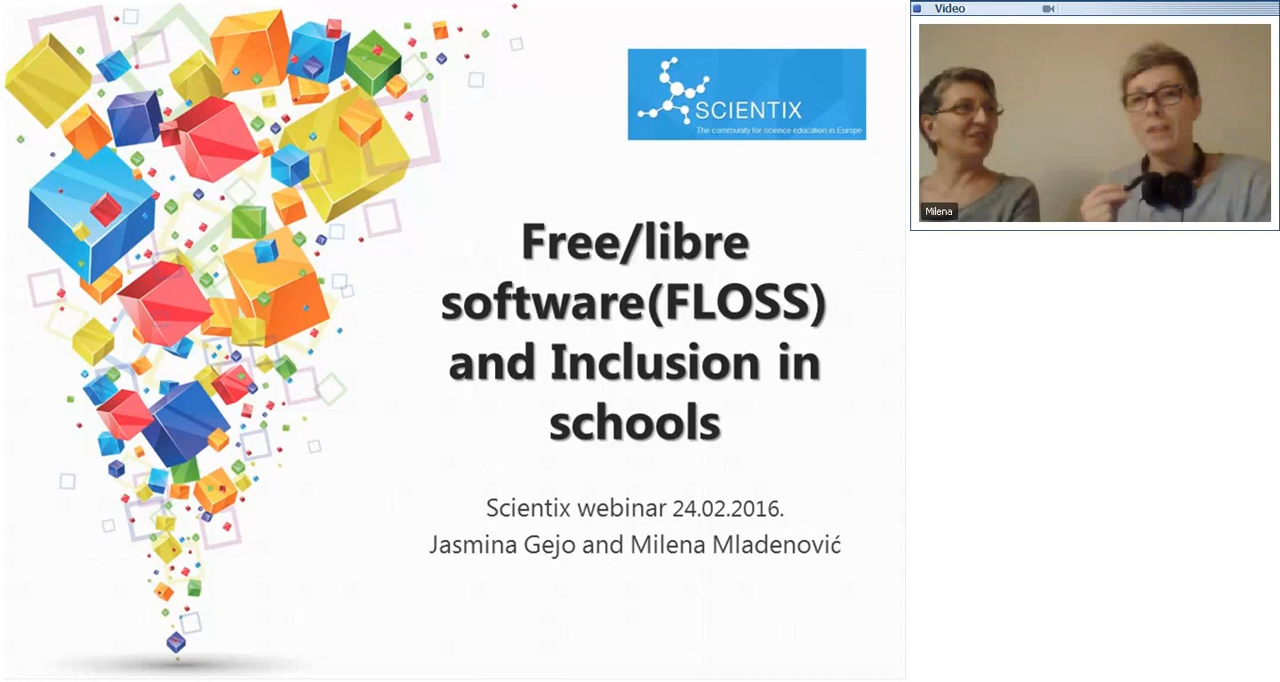 SCIENTIX
The community for science education in Europe
Free/libre
software(FLOSS)
and Inclusion in
schools
Scientix webinar 24.02.2016.
Jasmina Gejo and Milena Mladenović
Video
Milena